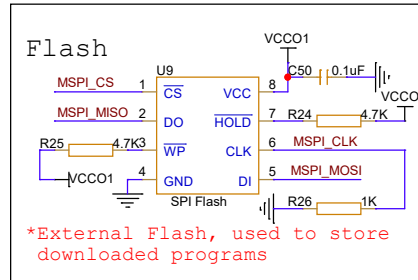 Flash
U9
VCCO1
C50 0.1uF
MSPI_CS 1 CS VCC 8
VCCO
MSPI_MISO 2 DO HOLD 7 R24 4.7K
R25 4.7K 3 WP CLK 6 MSPI_CLK
VCCO1 4 GND DI 5 MSPI_MOSI
SPI Flash R26 1K
*External Flash, used to store
downloaded programs